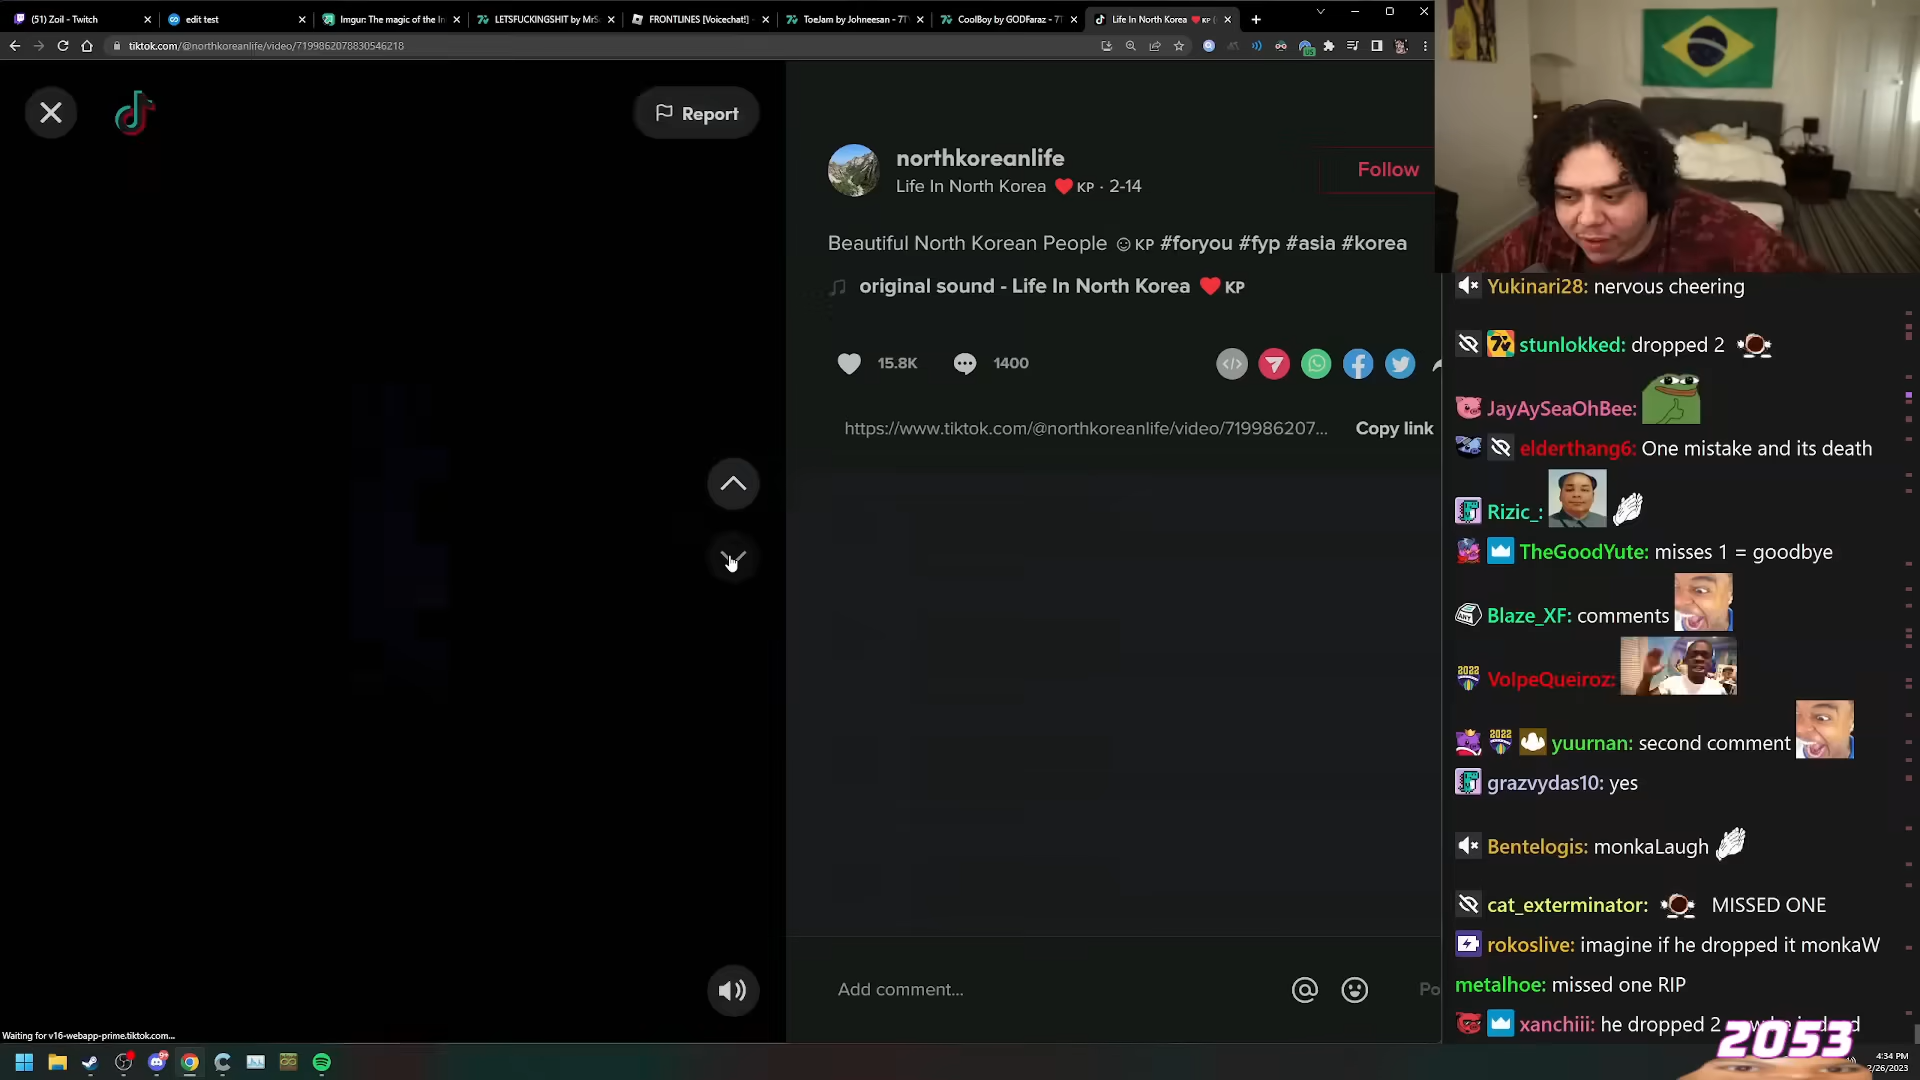 (51) Zoil - Twitch
edit test
Imgur: The magic of the In
LETSFUCKINGSHIT by MrS
FRONTLINES [Voicechat!] -
ToeJam by Johneesan - 7T
CoolBoy by GODFaraz - 7T
Life In North Korea ❤️ KP (
tiktok.com/@northkoreanlife/video/7199862078830546218
Report
northkoreanlife
Life In North Korea ❤️ KP · 2-14
Follow
Beautiful North Korean People ☺ KP #foryou #fyp #asia #korea
original sound - Life In North Korea ❤️ KP
15.8K
1400
https://www.tiktok.com/@northkoreanlife/video/719986207...
Copy link
Add comment...
Po
Waiting for v16-webapp-prime.tiktok.com...
Yukinari28: nervous cheering
stunlokked: dropped 2
JayAySeaOhBee:
elderthang6: One mistake and its death
Rizic_:
TheGoodYute: misses 1 = goodbye
Blaze_XF: comments
VolpeQueiroz:
yuurnan: second comment
grazvydas10: yes
Bentelogis: monkaLaugh
cat_exterminator: MISSED ONE
rokoslive: imagine if he dropped it monkaW
metalhoe: missed one RIP
xanchiii: he dropped 2
2053
4:34 PM
2/26/2023